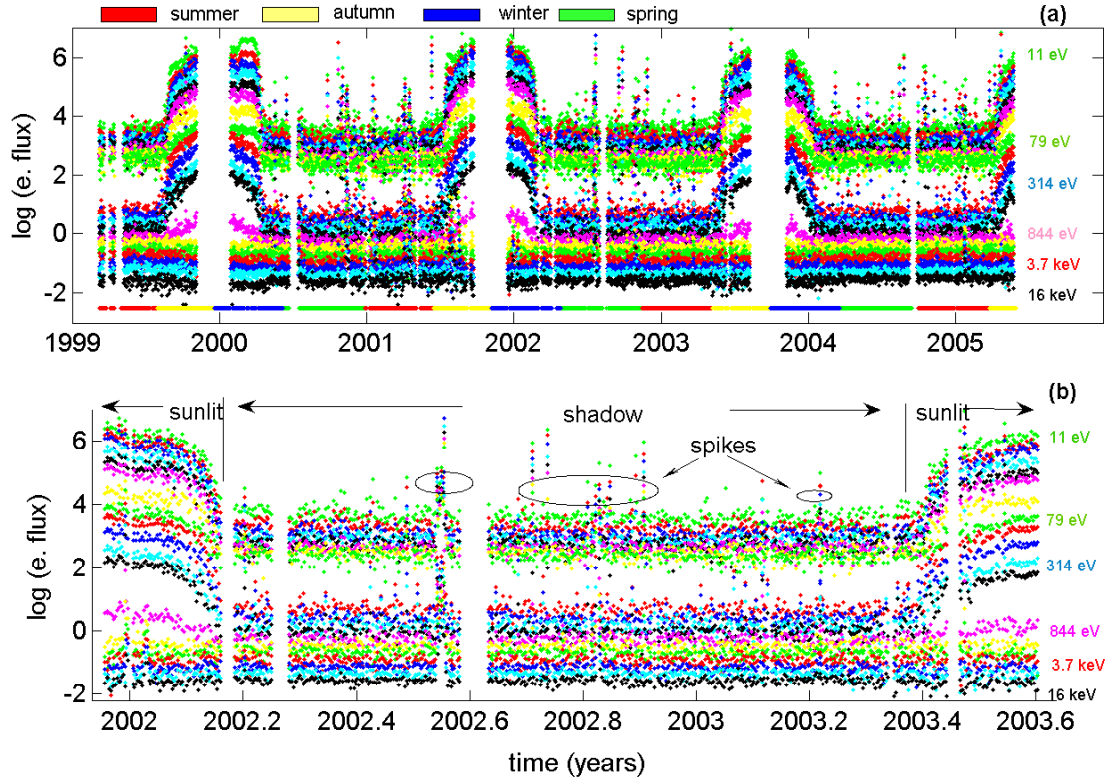 summer autumn winter spring (a)
6 11 eV
4
log (e. flux)
79 eV
2 314 eV
0 844 eV
3.7 keV
-2 16 keV
1999 2000 2001 2002 2003 2004 2005
(b)
sunlit shadow sunlit
6 11 eV
spikes
4
log (e. flux)
79 eV
2 314 eV
0 844 eV
3.7 keV
-2 16 keV
2002 2002.2 2002.4 2002.6 2002.8 2003 2003.2 2003.4 2003.6
time (years)